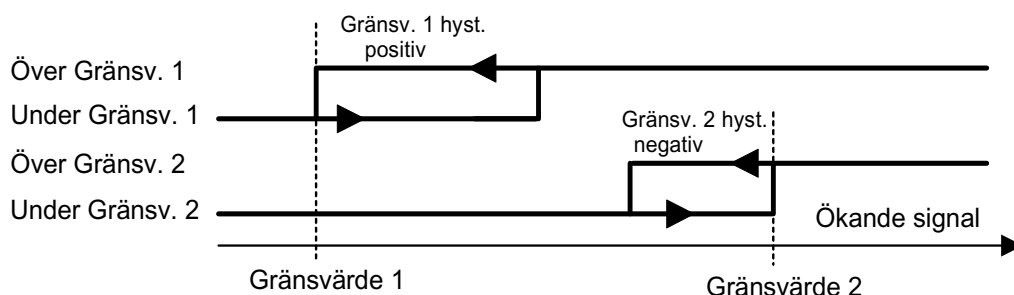 Gränsv. 1 hyst.
positiv
Över Gränsv. 1
Under Gränsv. 1
Gränsv. 2 hyst.
negativ
Över Gränsv. 2
Under Gränsv. 2
Ökande signal
Gränsvärde 1
Gränsvärde 2